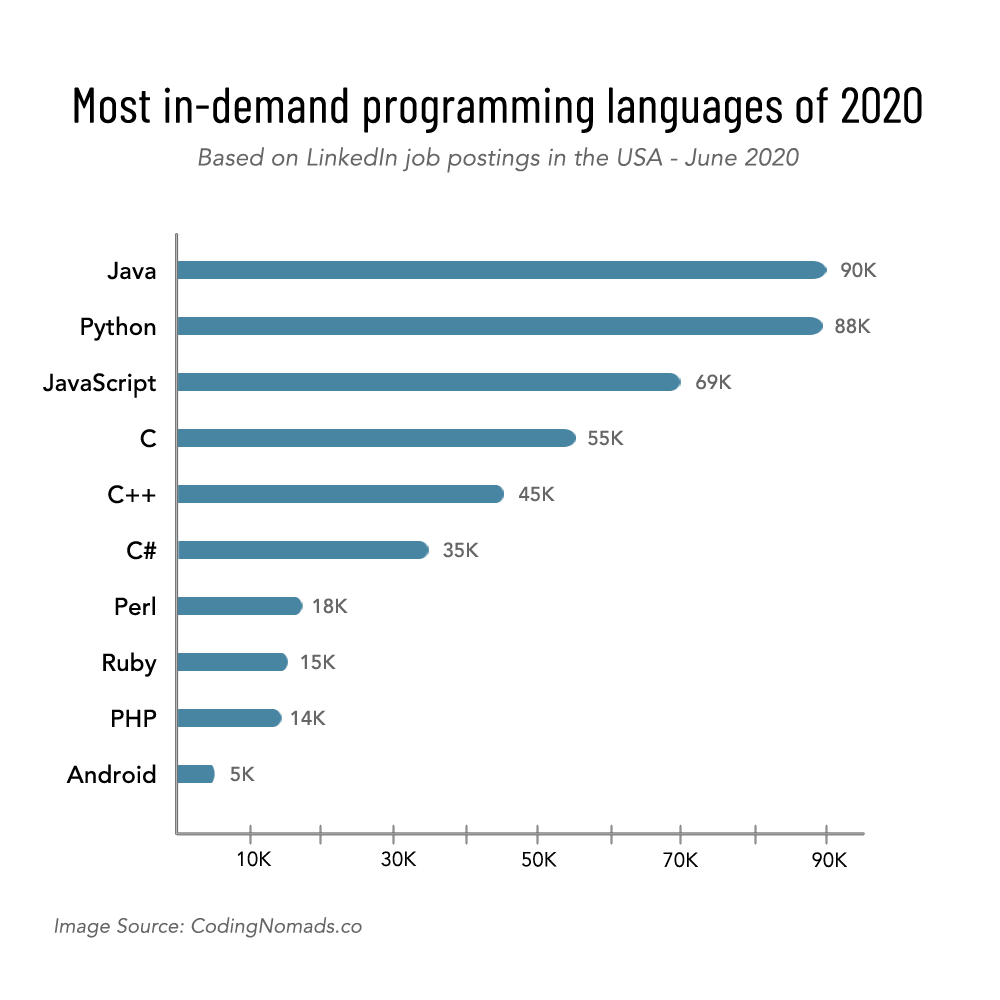 Most in-demand programming languages of 2020
Based on LinkedIn job postings in the USA - June 2020
Java 90K
Python 88K
JavaScript 69K
C 55K
C++ 45K
C# 35K
Perl 18K
Ruby 15K
PHP 14K
Android 5K
10K 30K 50K 70K 90K
Image Source: CodingNomads.co